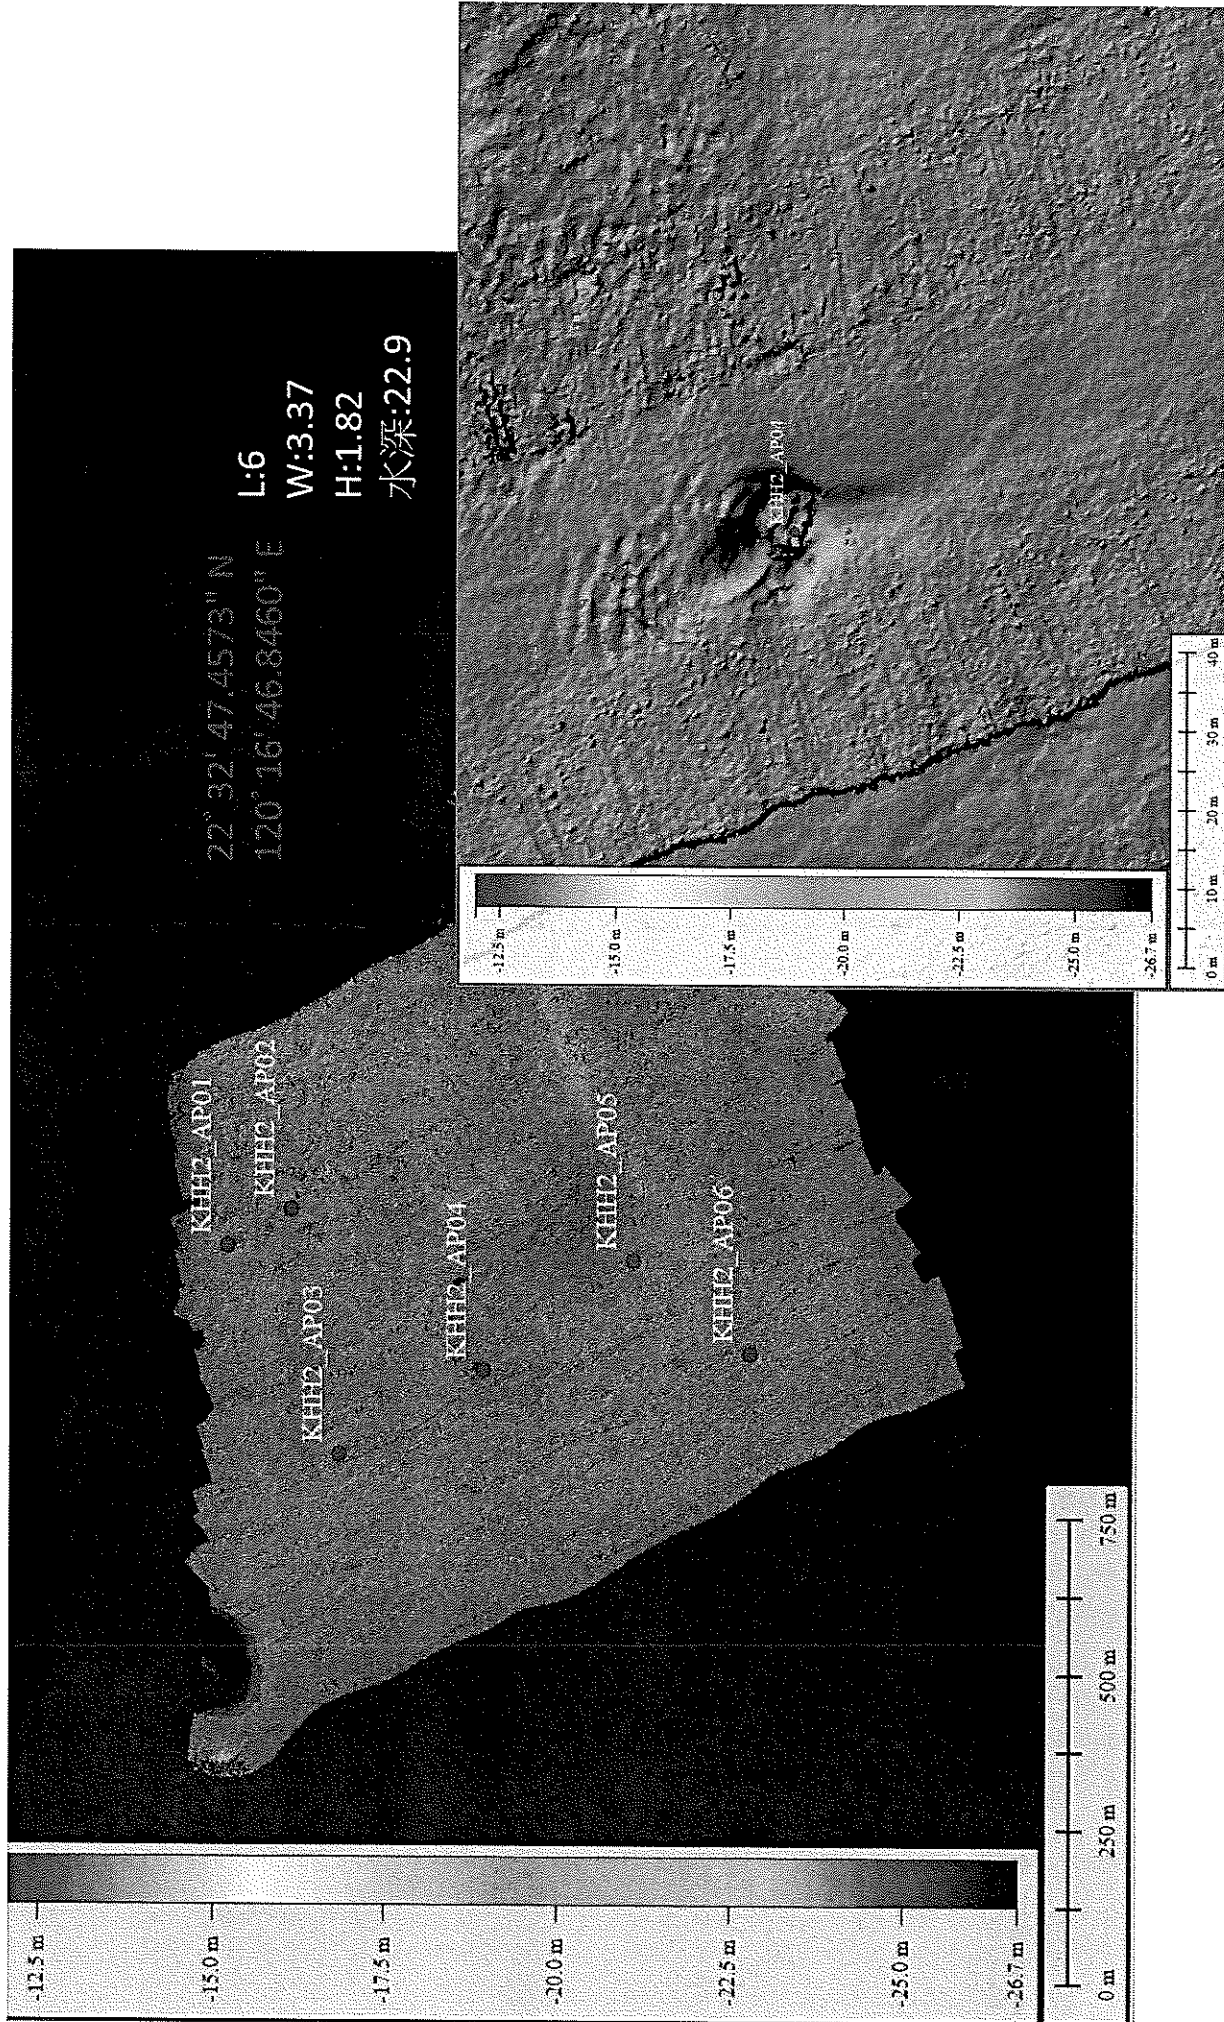 22° 32' 47.4573" N
120° 16' 46.8460" E
L:6
W:3.37
H:1.82
水深:22.9
KHH2_AP01
KHH2_AP02
KHH2_AP03
KHH2_AP04
KHH2_AP05
KHH2_AP06
-12.5 m
-15.0 m
-17.5 m
-20.0 m
-22.5 m
-25.0 m
-26.7 m
0 m 250 m 500 m 750 m
KHH2_AP04
-12.5 m
-15.0 m
-17.5 m
-20.0 m
-22.5 m
-25.0 m
-26.7 m
0 m 10 m 20 m 30 m 40 m